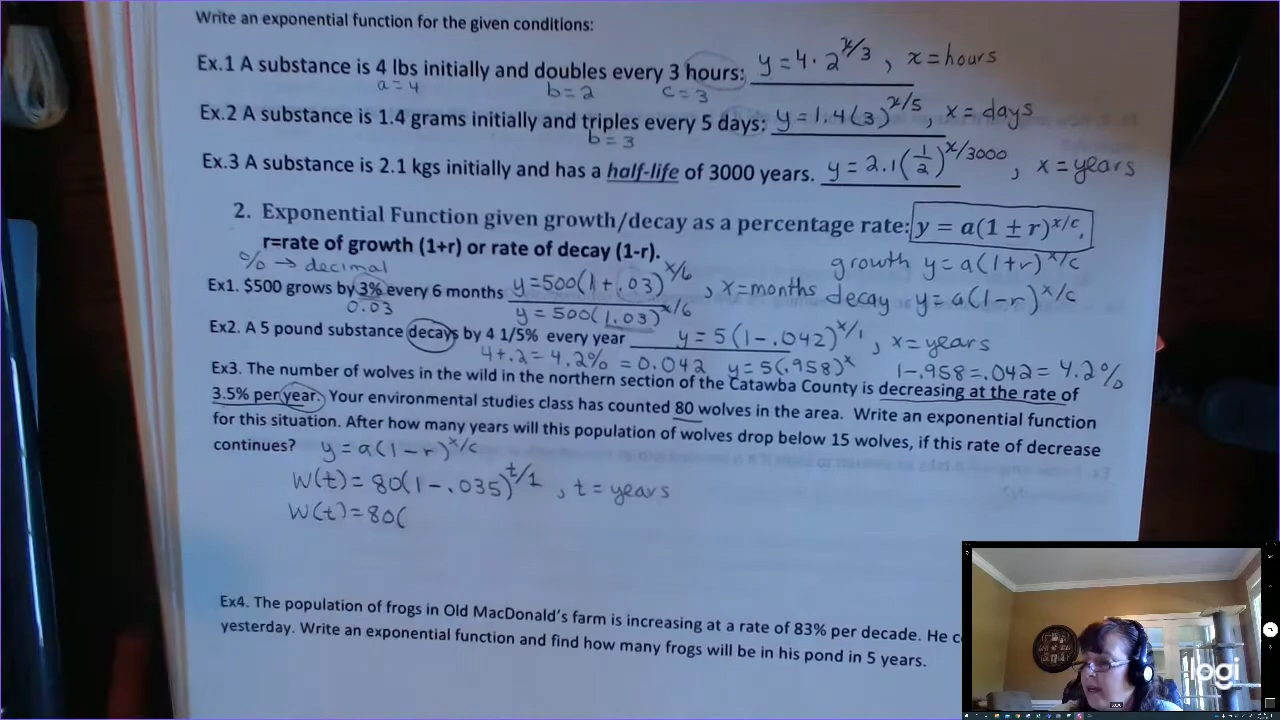 Write an exponential function for the given conditions:
Ex.1 A substance is 4 lbs initially and doubles every 3 hours: y = 4 · 2^(x/3) , x = hours
a = 4 b = 2 c = 3
Ex.2 A substance is 1.4 grams initially and triples every 5 days: y = 1.4(3)^(x/5), x = days
b = 3
Ex.3 A substance is 2.1 kgs initially and has a half-life of 3000 years. y = 2.1(1/2)^(x/3000) , x = years
2. Exponential Function given growth/decay as a percentage rate: y = a(1 ± r)^(x/c),
r=rate of growth (1+r) or rate of decay (1-r).
% → decimal growth y = a(1+r)^(x/c)
Ex1. $500 grows by 3% every 6 months y = 500(1 + .03)^(x/6) , x = months decay y = a(1-r)^(x/c)
0.03 y = 500(1.03)^(x/6)
Ex2. A 5 pound substance decays by 4 1/5% every year y = 5(1 - .042)^(x/1) , x = years
4 + .2 = 4.2% = 0.042 y = 5(.958)^x 1 - .958 = .042 = 4.2%
Ex3. The number of wolves in the wild in the northern section of the Catawba County is decreasing at the rate of
3.5% per year. Your environmental studies class has counted 80 wolves in the area. Write an exponential function
for this situation. After how many years will this population of wolves drop below 15 wolves, if this rate of decrease
continues? y = a(1 - r)^(x/c)
W(t) = 80(1 - .035)^(t/1) , t = years
W(t) = 80(
Ex4. The population of frogs in Old MacDonald's farm is increasing at a rate of 83% per decade. He
yesterday. Write an exponential function and find how many frogs will be in his pond in 5 years.
logi